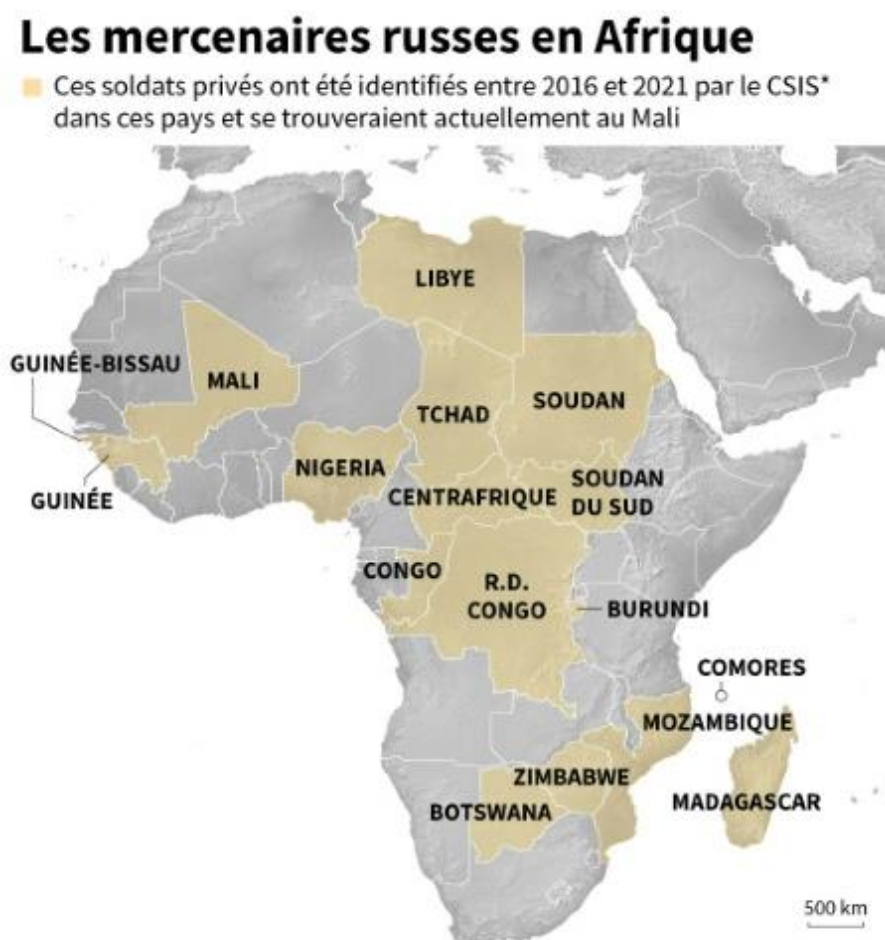 Les mercenaires russes en Afrique
Ces soldats privés ont été identifiés entre 2016 et 2021 par le CSIS*
dans ces pays et se trouveraient actuellement au Mali
LIBYE
GUINÉE-BISSAU
MALI
TCHAD
SOUDAN
NIGERIA
GUINÉE
CENTRAFRIQUE
SOUDAN
DU SUD
CONGO
R.D.
CONGO
BURUNDI
COMORES
MOZAMBIQUE
ZIMBABWE
BOTSWANA
MADAGASCAR
500 km